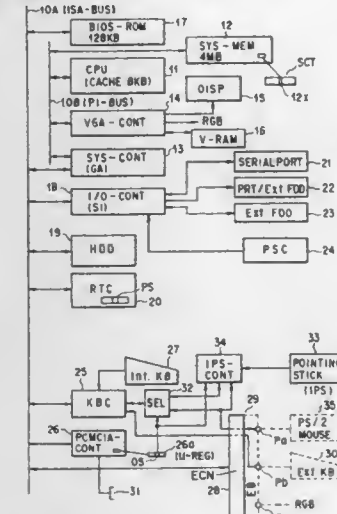 10A (ISA-BUS)
BIOS-ROM
128KB
17
12
SYS-MEM
4MB
SCT
12x
CPU
(CACHE 8KB)
11
10B (PI-BUS)
14
VGA-CONT
DISP
15
RGB
V-RAM
16
SYS-CONT
(GA)
13
SERIALPORT
21
18
I/O-CONT
(SI)
PRT/Ext FDD
22
Ext FDD
23
PSC
24
19
HDD
RTC
PS
20
27
Int. KB
34
IPS-
CONT
33
POINTING
STICK
(IPS)
25
KBC
32
SEL
29
35
PS/2
MOUSE
Pa
26
PCMCIA-
CONT
26a
(U-REG)
OS
30
Ext KB
Pb
ECN
28
31
RGB